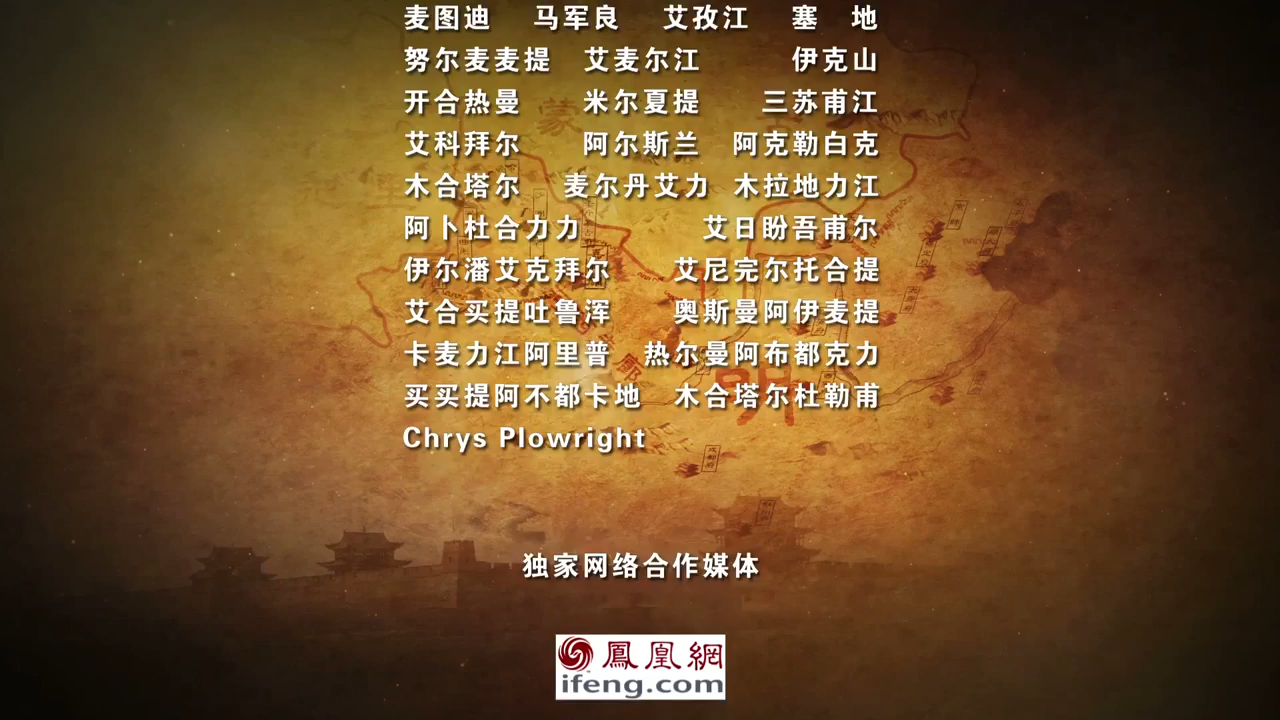 麦图迪 马军良 艾孜江 塞 地
努尔麦麦提 艾麦尔江 伊克山
开合热曼 米尔夏提 三苏甫江
艾科拜尔 阿尔斯兰 阿克勒白克
木合塔尔 麦尔丹艾力 木拉地力江
阿卜杜合力力 艾日盼吾甫尔
伊尔潘艾克拜尔 艾尼完尔托合提
艾合买提吐鲁浑 奥斯曼阿伊麦提
卡麦力江阿里普 热尔曼阿布都克力
买买提阿不都卡地 木合塔尔杜勒甫
Chrys Plowright
蒙
明
独家网络合作媒体
鳳凰網
ifeng.com